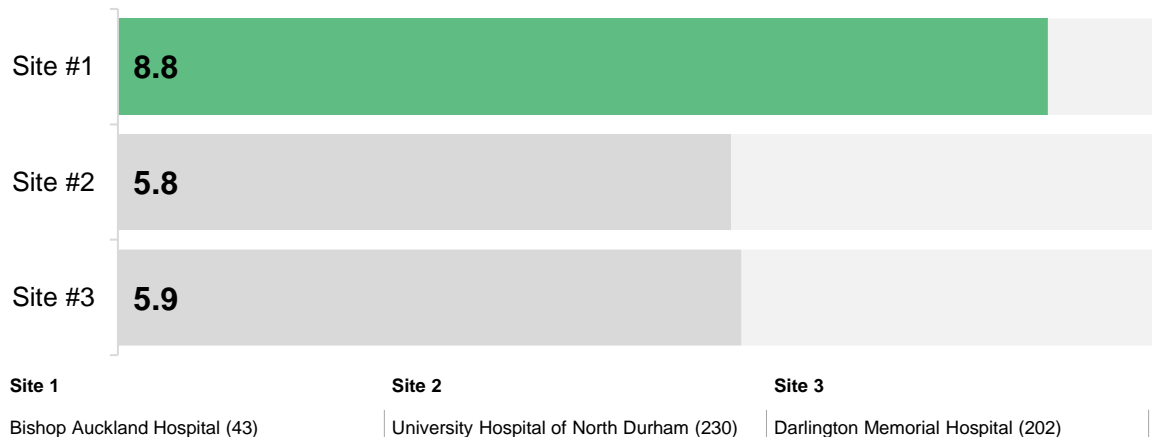 Site #1 8.8
Site #2 5.8
Site #3 5.9
Site 1 Site 2 Site 3
Bishop Auckland Hospital (43) University Hospital of North Durham (230) Darlington Memorial Hospital (202)